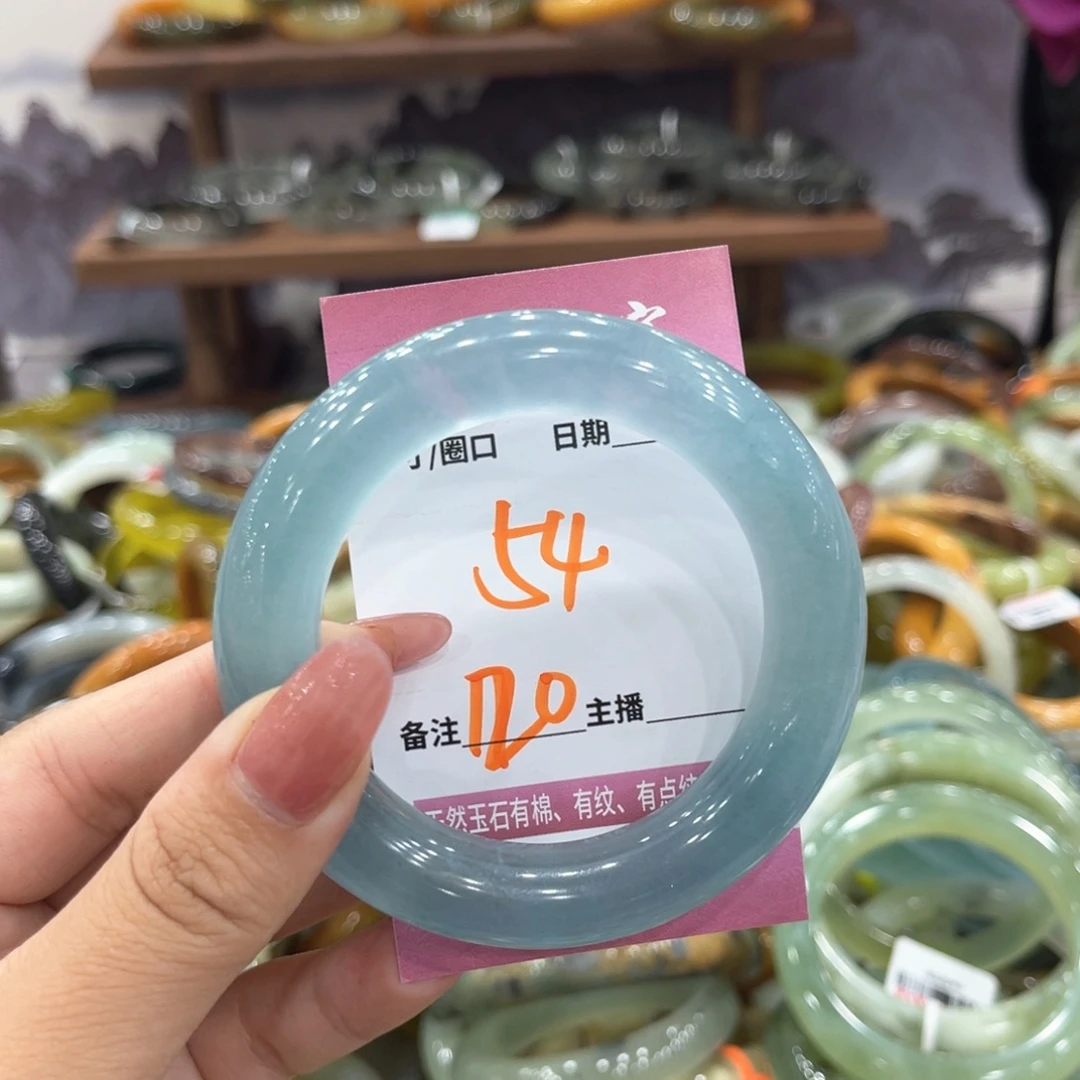 寸/圈口 日期
54
备注 主播
天然玉石有棉、有纹、有点